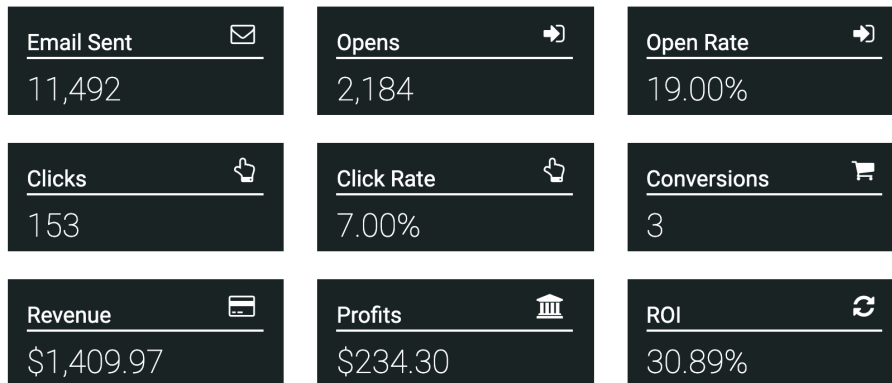 Email Sent
11,492
Opens
2,184
Open Rate
19.00%
Clicks
153
Click Rate
7.00%
Conversions
3
Revenue
$1,409.97
Profits
$234.30
ROI
30.89%